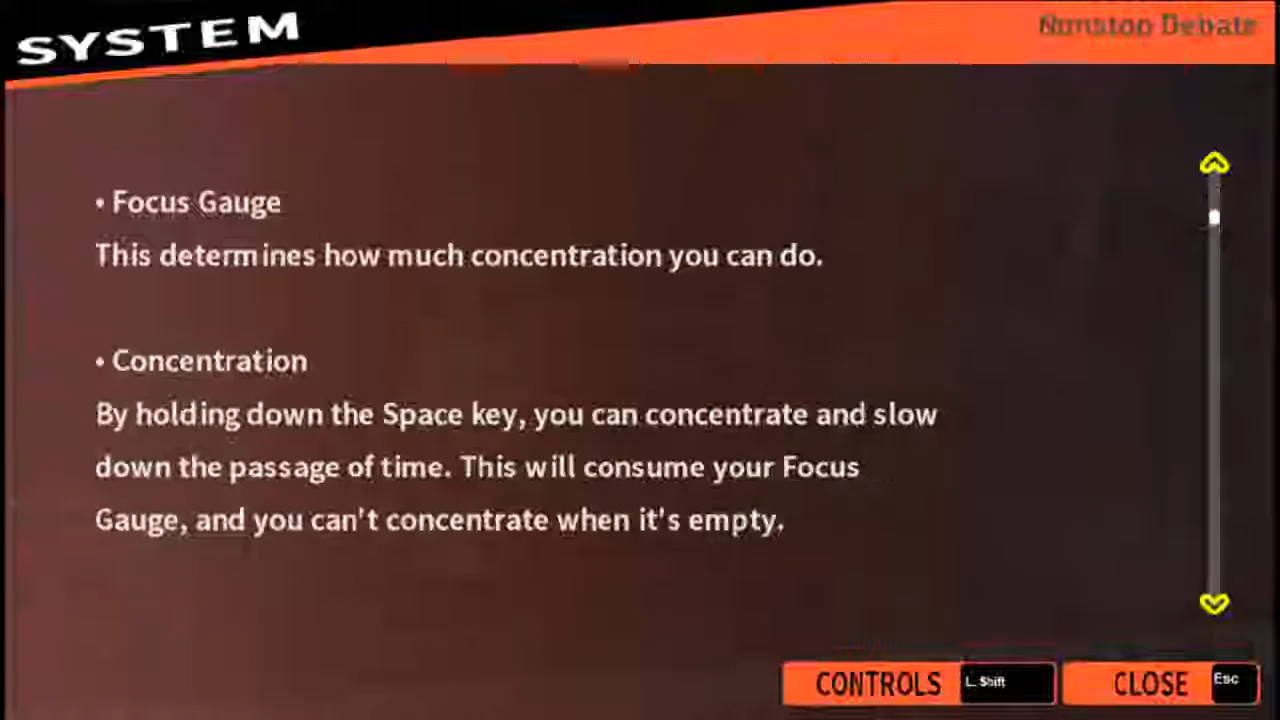 SYSTEM
Nonstop Debate
• Focus Gauge
This determines how much concentration you can do.
• Concentration
By holding down the Space key, you can concentrate and slow
down the passage of time. This will consume your Focus
Gauge, and you can't concentrate when it's empty.
CONTROLS L. Shift CLOSE Esc